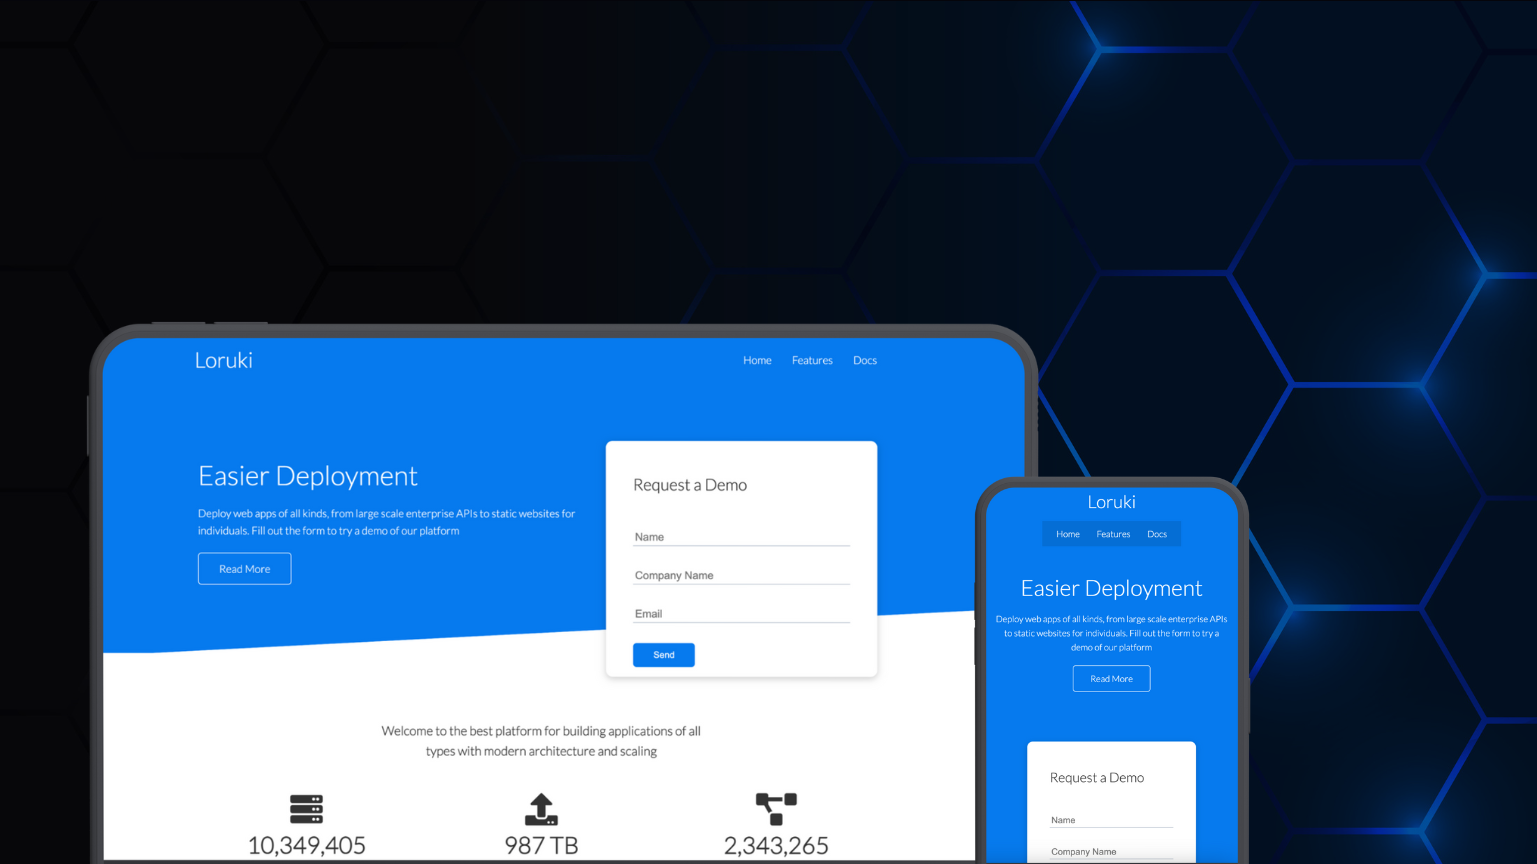 Loruki
Home Features Docs
Easier Deployment
Deploy web apps of all kinds, from large scale enterprise APIs to static websites for
individuals. Fill out the form to try a demo of our platform
Read More
Request a Demo
Name
Company Name
Email
Send
Welcome to the best platform for building applications of all
types with modern architecture and scaling
10,349,405
987 TB
2,343,265
Loruki
Home Features Docs
Easier Deployment
Deploy web apps of all kinds, from large scale enterprise APIs
to static websites for individuals. Fill out the form to try a
demo of our platform
Read More
Request a Demo
Name
Company Name